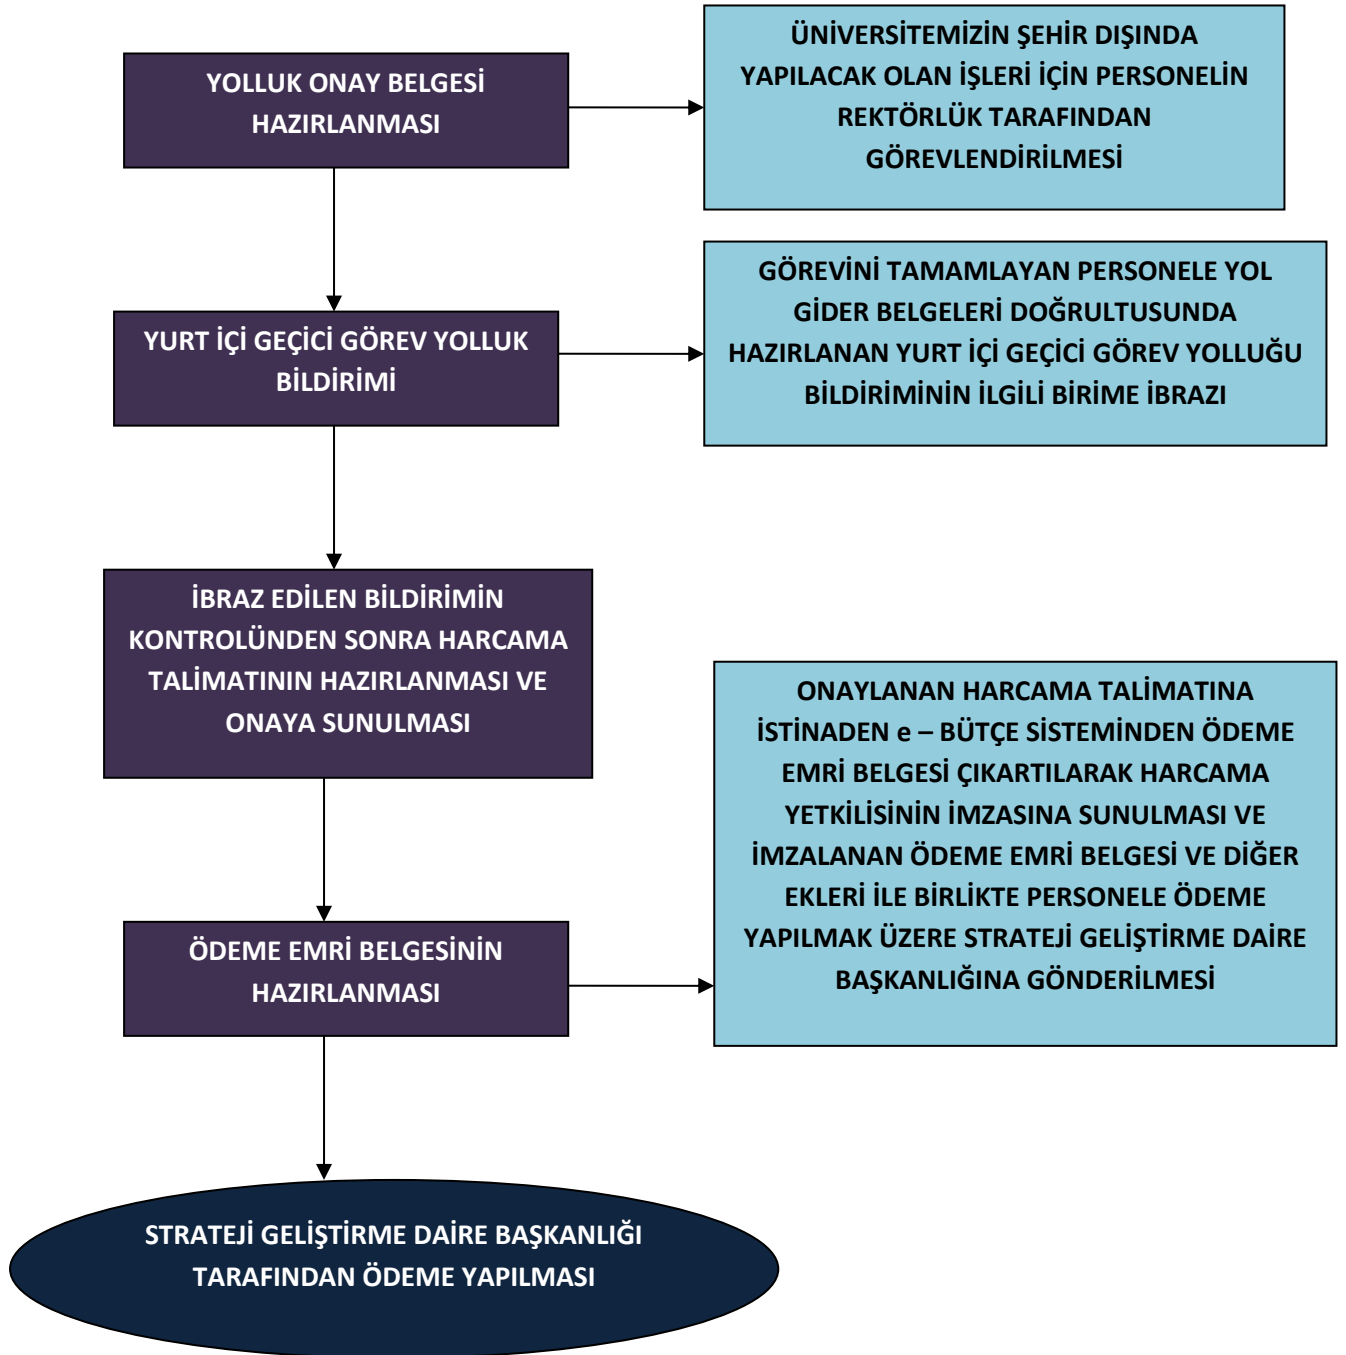 YOLLUK ONAY BELGESİ
HAZIRLANMASI
ÜNİVERSİTEMİZİN ŞEHİR DIŞINDA
YAPILACAK OLAN İŞLERİ İÇİN PERSONELİN
REKTÖRLÜK TARAFINDAN
GÖREVLENDİRİLMESİ
YURT İÇİ GEÇİCİ GÖREV YOLLUK
BİLDİRİMİ
GÖREVİNİ TAMAMLAYAN PERSONELE YOL
GİDER BELGELERİ DOĞRULTUSUNDA
HAZIRLANAN YURT İÇİ GEÇİCİ GÖREV YOLLUĞU
BİLDİRİMİNİN İLGİLİ BİRİME İBRAZI
İBRAZ EDİLEN BİLDİRİMİN
KONTROLÜNDEN SONRA HARCAMA
TALİMATININ HAZIRLANMASI VE
ONAYA SUNULMASI
ONAYLANAN HARCAMA TALİMATINA
İSTİNADEN e – BÜTÇE SİSTEMİNDEN ÖDEME
EMRİ BELGESİ ÇIKARTILARAK HARCAMA
YETKİLİSİNİN İMZASINA SUNULMASI VE
İMZALANAN ÖDEME EMRİ BELGESİ VE DİĞER
EKLERİ İLE BİRLİKTE PERSONELE ÖDEME
YAPILMAK ÜZERE STRATEJİ GELİŞTİRME DAİRE
BAŞKANLIĞINA GÖNDERİLMESİ
ÖDEME EMRİ BELGESİNİN
HAZIRLANMASI
STRATEJİ GELİŞTİRME DAİRE BAŞKANLIĞI
TARAFINDAN ÖDEME YAPILMASI